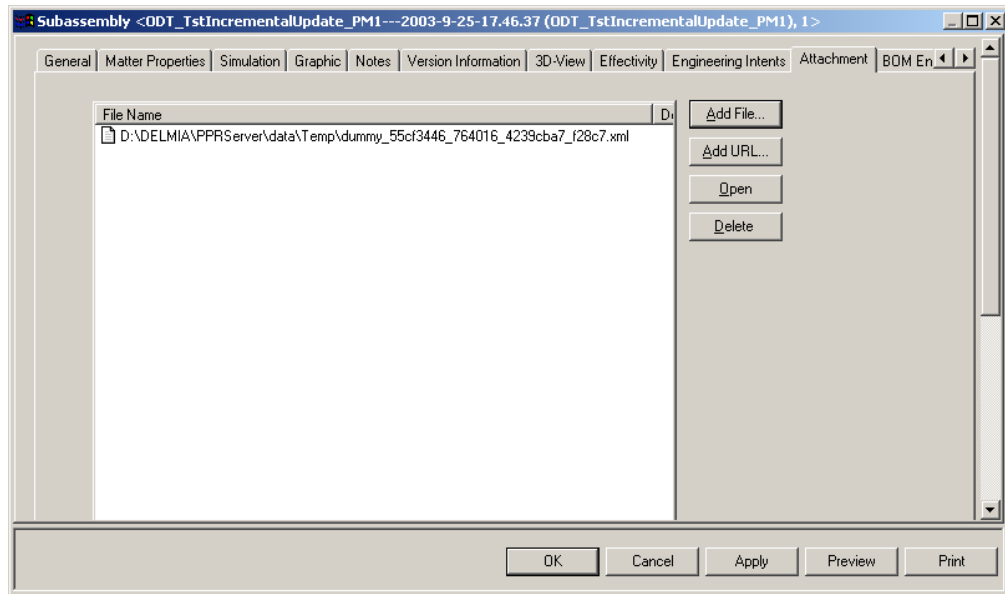 Subassembly <ODT_TstIncrementalUpdate_PM1---2003-9-25-17.46.37 (ODT_TstIncrementalUpdate_PM1), 1>
General Matter Properties Simulation Graphic Notes Version Information 3D-View Effectivity Engineering Intents Attachment BOM En
File Name
Add File...
D:\DELMIA\PPRServer\data\Temp\dummy_55cf3446_764016_4239cba7_f28c7.xml
Add URL...
Open
Delete
OK Cancel Apply Preview Print